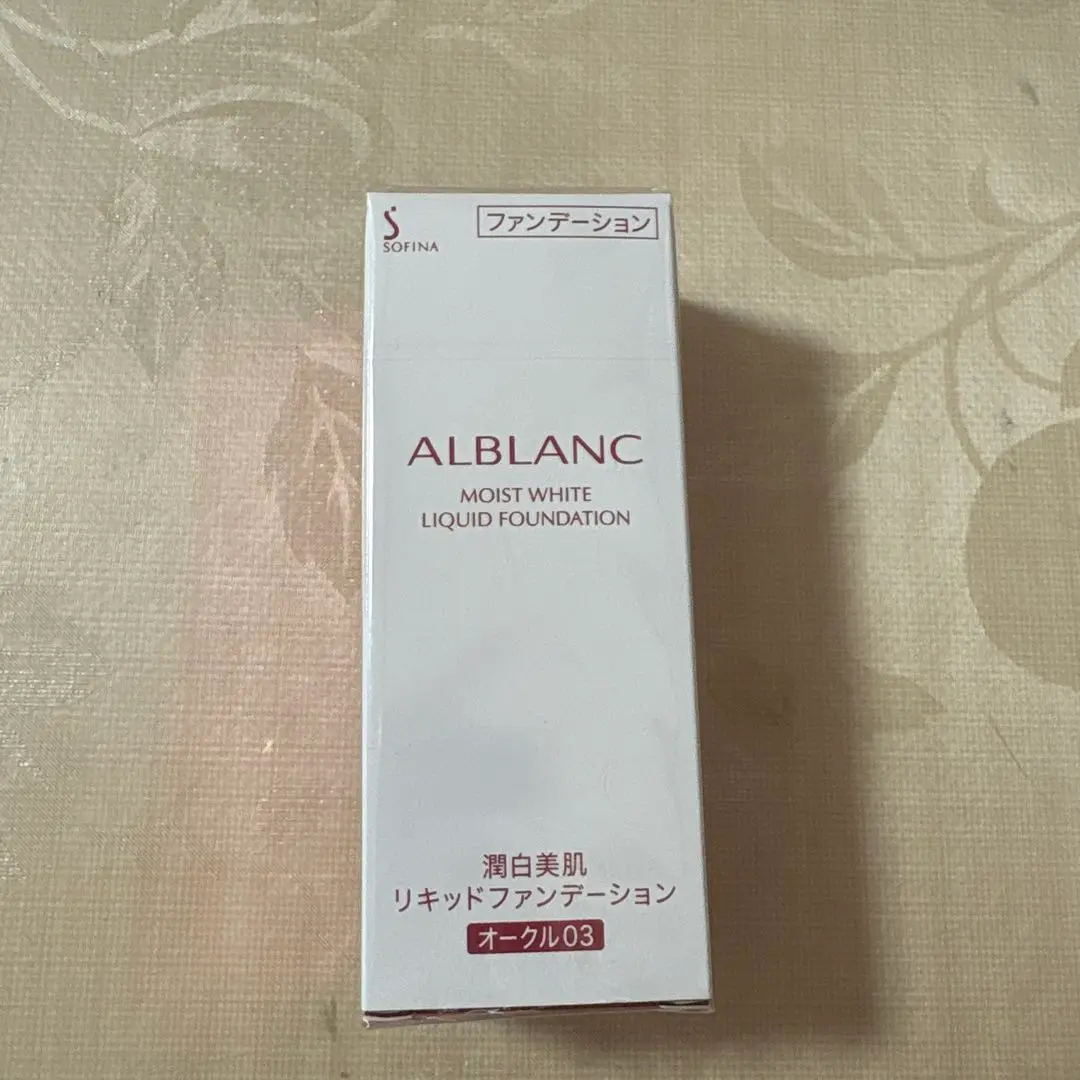 SOFINA
ファンデーション
ALBLANC
MOIST WHITE
LIQUID FOUNDATION
潤白美肌
リキッドファンデーション
オークル03